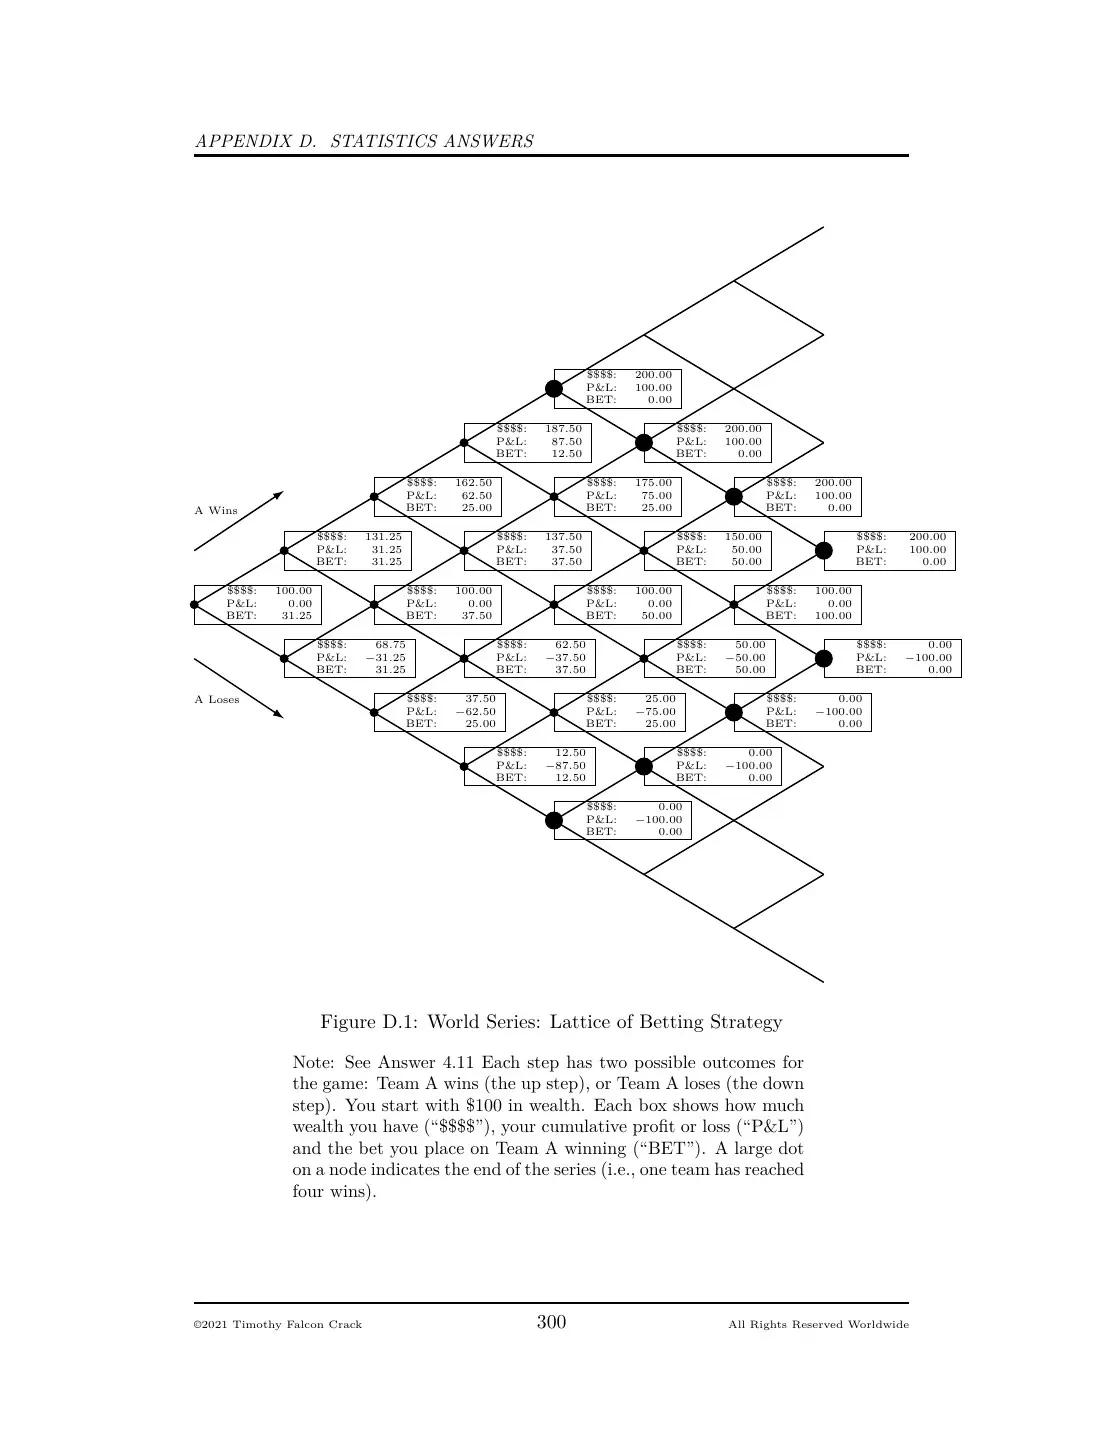 APPENDIX D. STATISTICS ANSWERS
$$$$: 200.00
P&L: 100.00
BET: 0.00
$$$$: 187.50
P&L: 87.50
BET: 12.50
$$$$: 200.00
P&L: 100.00
BET: 0.00
$$$$: 162.50
P&L: 62.50
BET: 25.00
$$$$: 175.00
P&L: 75.00
BET: 25.00
$$$$: 200.00
P&L: 100.00
BET: 0.00
A Wins
$$$$: 131.25
P&L: 31.25
BET: 31.25
$$$$: 137.50
P&L: 37.50
BET: 37.50
$$$$: 150.00
P&L: 50.00
BET: 50.00
$$$$: 200.00
P&L: 100.00
BET: 0.00
$$$$: 100.00
P&L: 0.00
BET: 31.25
$$$$: 100.00
P&L: 0.00
BET: 37.50
$$$$: 100.00
P&L: 0.00
BET: 50.00
$$$$: 100.00
P&L: 0.00
BET: 100.00
$$$$: 68.75
P&L: −31.25
BET: 31.25
$$$$: 62.50
P&L: −37.50
BET: 37.50
$$$$: 50.00
P&L: −50.00
BET: 50.00
$$$$: 0.00
P&L: −100.00
BET: 0.00
A Loses
$$$$: 37.50
P&L: −62.50
BET: 25.00
$$$$: 25.00
P&L: −75.00
BET: 25.00
$$$$: 0.00
P&L: −100.00
BET: 0.00
$$$$: 12.50
P&L: −87.50
BET: 12.50
$$$$: 0.00
P&L: −100.00
BET: 0.00
$$$$: 0.00
P&L: −100.00
BET: 0.00
Figure D.1: World Series: Lattice of Betting Strategy
Note: See Answer 4.11 Each step has two possible outcomes for
the game: Team A wins (the up step), or Team A loses (the down
step). You start with $100 in wealth. Each box shows how much
wealth you have (“$$$$”), your cumulative profit or loss (“P&L”)
and the bet you place on Team A winning (“BET”). A large dot
on a node indicates the end of the series (i.e., one team has reached
four wins).
©2021 Timothy Falcon Crack 300 All Rights Reserved Worldwide